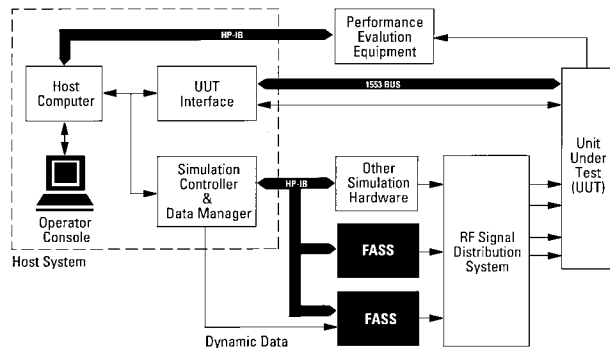 HP-IB
Performance
Evalution
Equipment
Host
Computer
UUT
Interface
1553 BUS
Unit
Under
Test
(UUT)
Simulation
Controller
&
Data Manager
HP-IB
Other
Simulation
Hardware
Operator
Console
RF Signal
Distribution
System
FASS
Host System
FASS
Dynamic Data